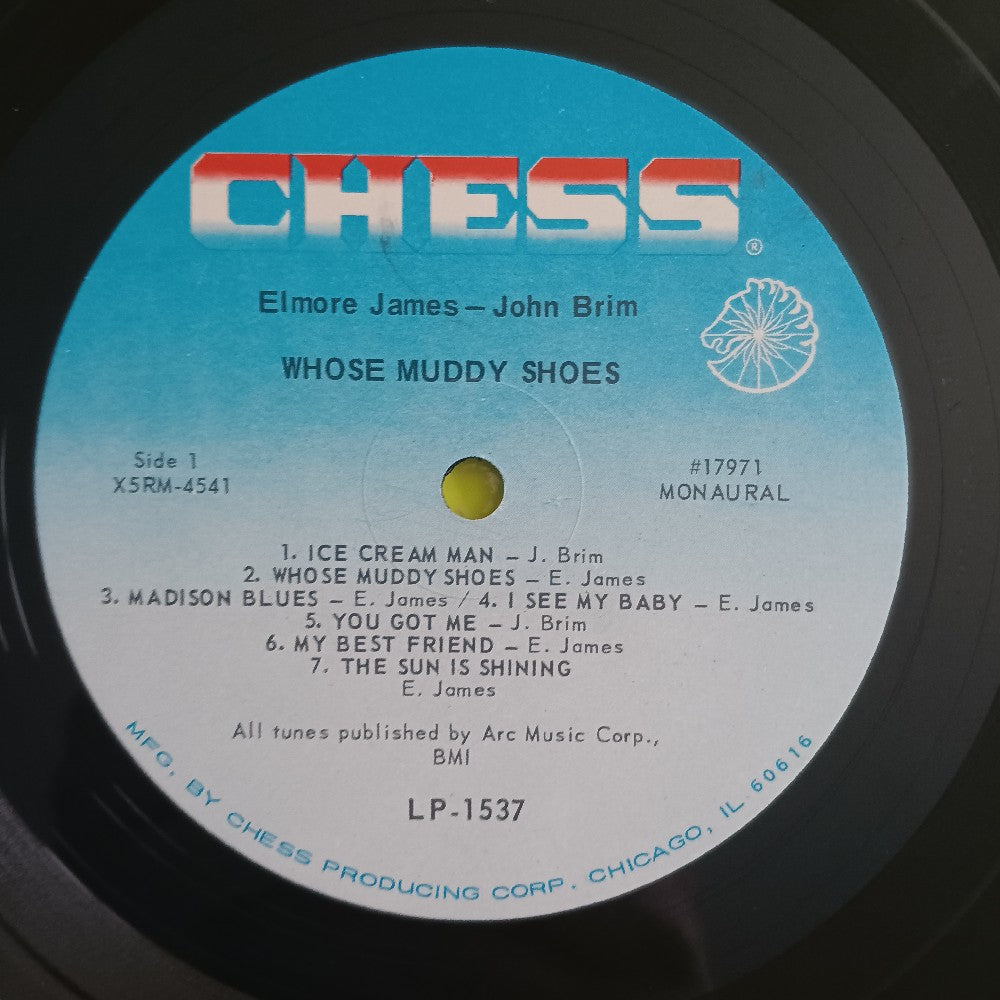 CHESS®
Elmore James – John Brim
WHOSE MUDDY SHOES
Side 1
X5RM-4541
#17971
MONAURAL
1. ICE CREAM MAN – J. Brim
2. WHOSE MUDDY SHOES – E. James
3. MADISON BLUES – E. James / 4. I SEE MY BABY – E. James
5. YOU GOT ME – J. Brim
6. MY BEST FRIEND – E. James
7. THE SUN IS SHINING
E. James
All tunes published by Arc Music Corp.,
BMI
LP-1537
MFG. BY CHESS PRODUCING CORP. CHICAGO, IL 60616